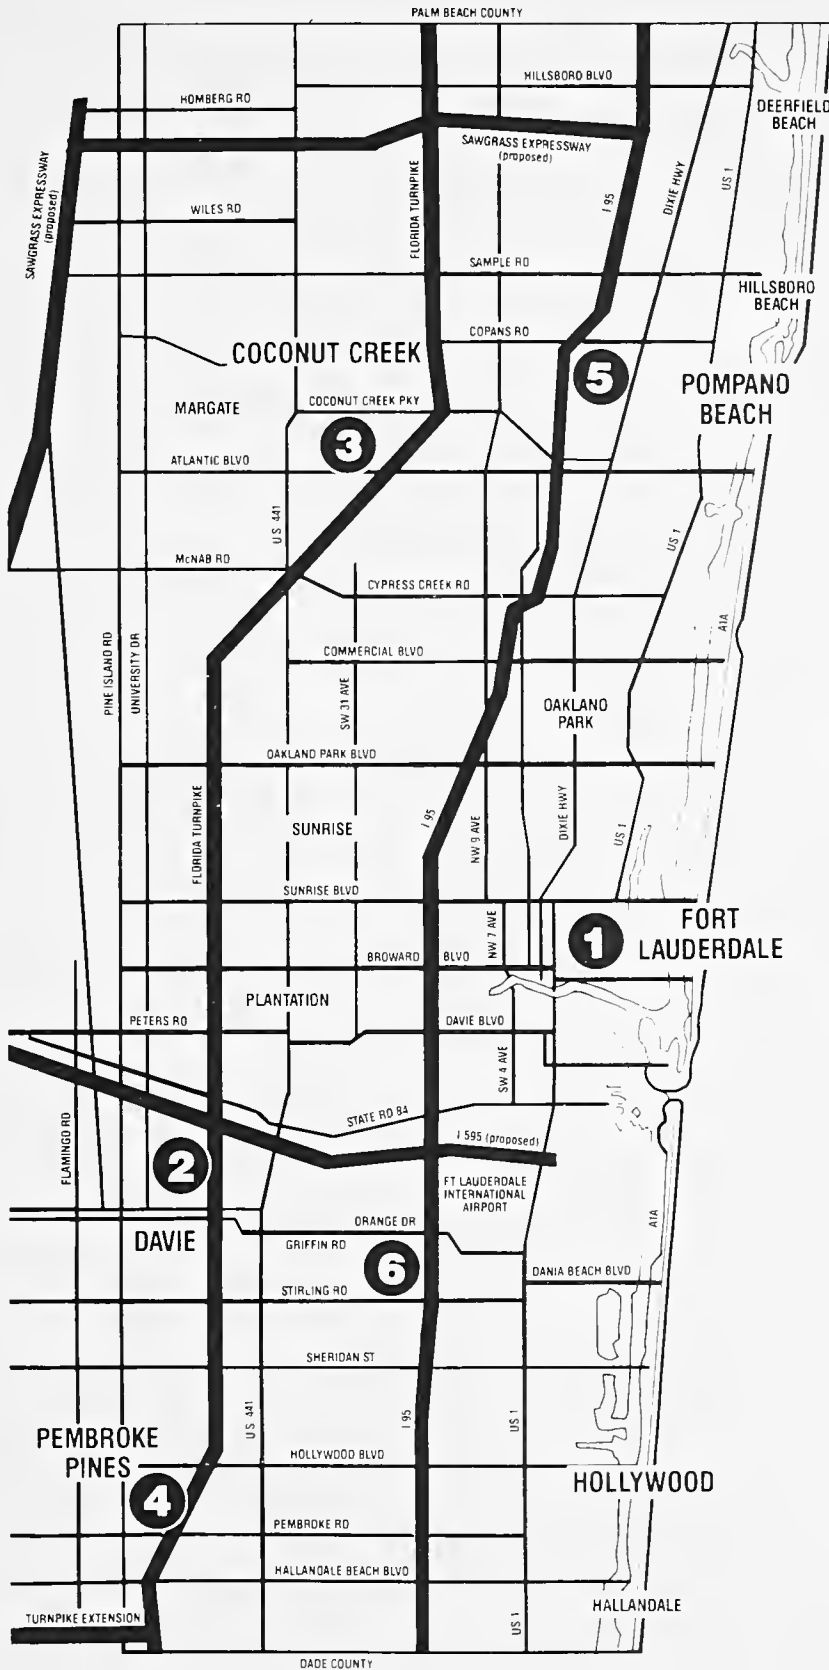 PALM BEACH COUNTY
HILLSBORO BLVD
HOMBERG RD
DEERFIELD
BEACH
SAWGRASS EXPRESSWAY
(proposed)
SAWGRASS EXPRESSWAY
(proposed)
FLORIDA TURNPIKE
I 95
DIXIE HWY
US 1
WILES RD
SAMPLE RD
HILLSBORO
BEACH
COPANS RD
COCONUT CREEK
5
POMPANO
BEACH
MARGATE
COCONUT CREEK PKY
3
ATLANTIC BLVD
U S 441
US 1
McNAB RD
CYPRESS CREEK RD
A1A
PINE ISLAND RD
UNIVERSITY DR
COMMERCIAL BLVD
SW 31 AVE
OAKLAND
PARK
OAKLAND PARK BLVD
FLORIDA TURNPIKE
SUNRISE
I 95
NW 9 AVE
DIXIE HWY
US 1
SUNRISE BLVD
NW 7 AVE
1
FORT
LAUDERDALE
BROWARD BLVD
PLANTATION
PETERS RD
DAVIE BLVD
SW 4 AVE
STATE RD 84
FLAMINGO RD
I 595 (proposed)
2
FT LAUDERDALE
INTERNATIONAL
AIRPORT
A1A
ORANGE DR
DAVIE
GRIFFIN RD
6
DANIA BEACH BLVD
STIRLING RD
SHERIDAN ST
U S 441
I 95
US 1
PEMBROKE
PINES
HOLLYWOOD BLVD
HOLLYWOOD
4
PEMBROKE RD
HALLANDALE BEACH BLVD
HALLANDALE
TURNPIKE EXTENSION
US 1
DADE COUNTY